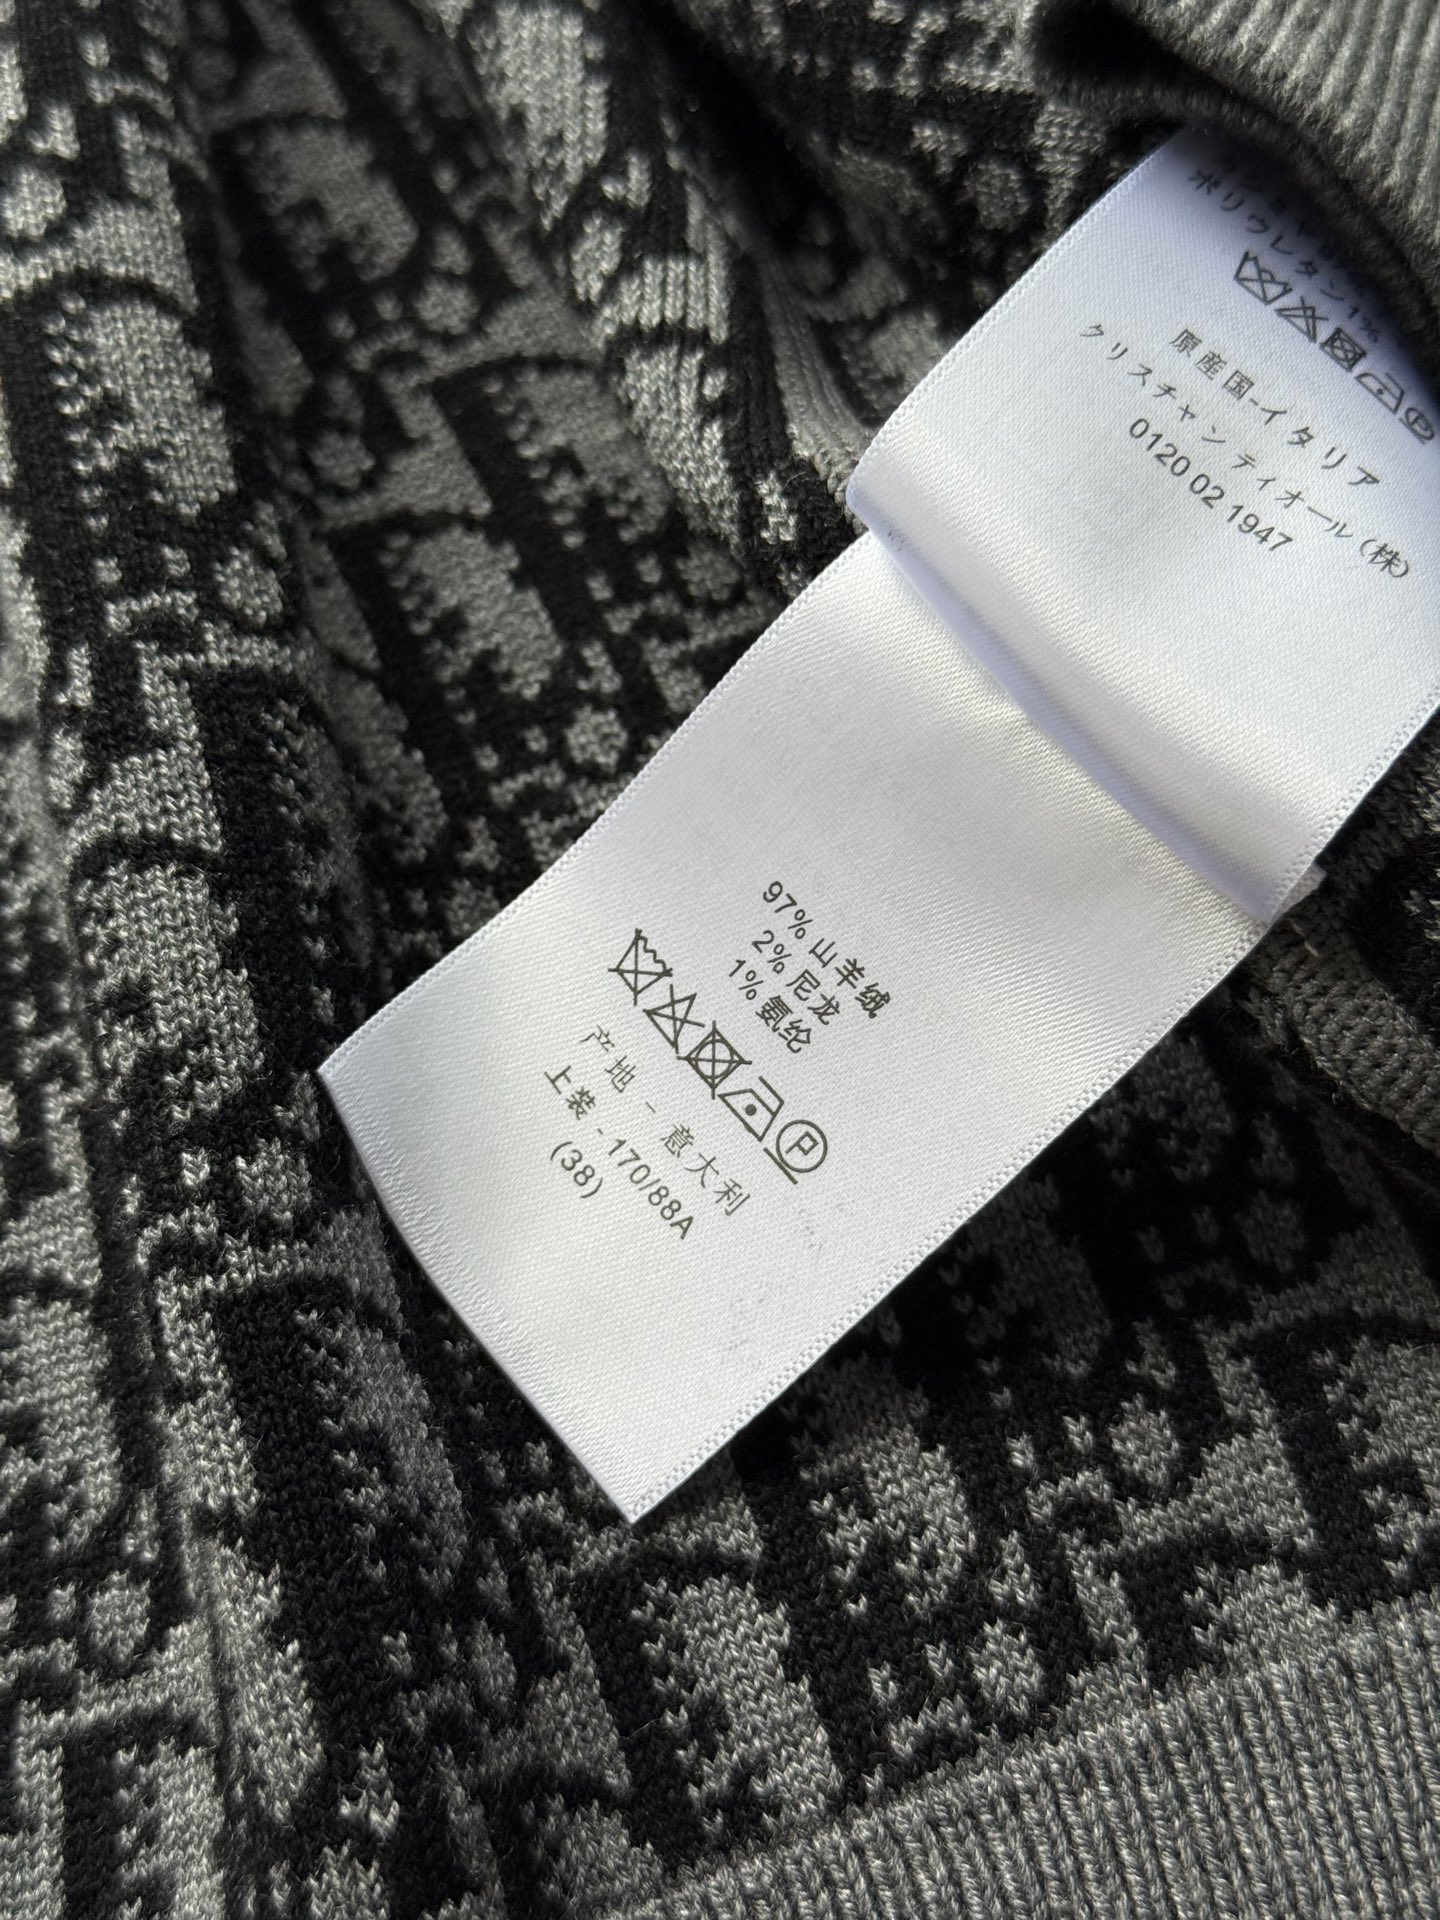 ポリウレタン1%
原産国-イタリア
クリスチャンディオール(株)
0120 02 1947
97% 山羊绒
2% 尼龙
1% 氨纶
P
产地 - 意大利
上装 - 170/88A
(38)